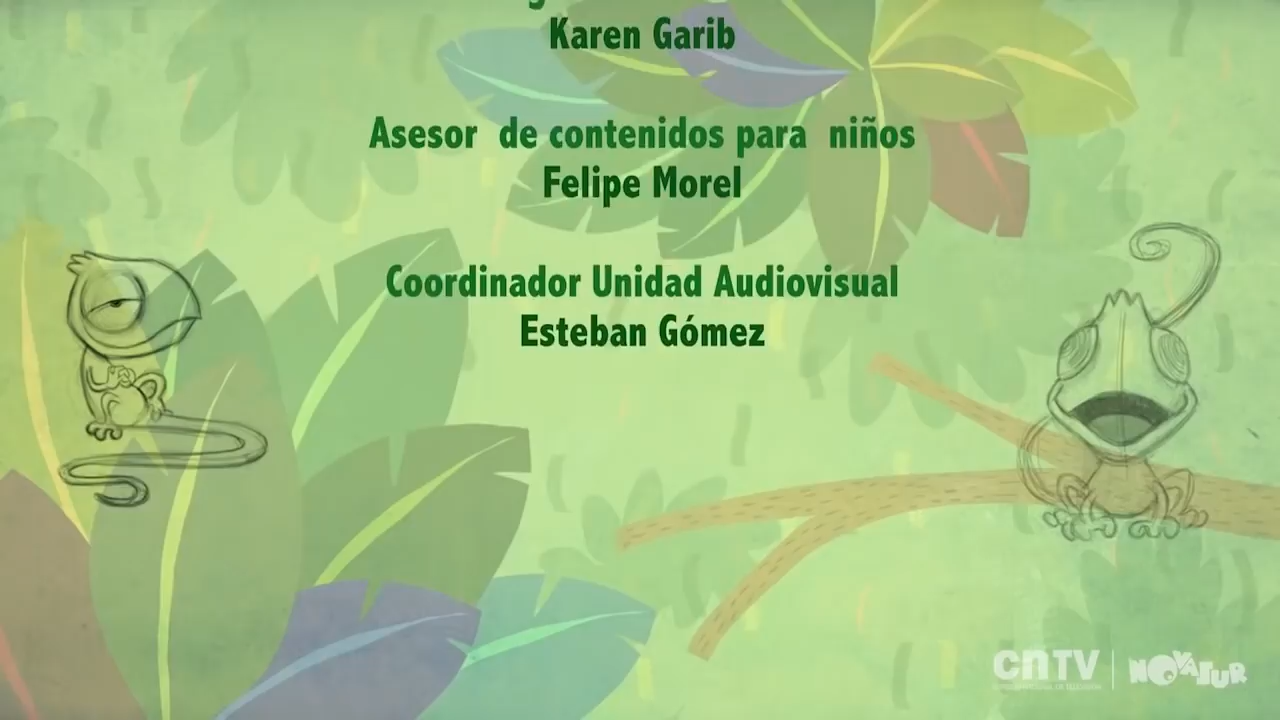 Karen Garib
Asesor de contenidos para niños
Felipe Morel
Coordinador Unidad Audiovisual
Esteban Gómez
cnTV
NOVASUR